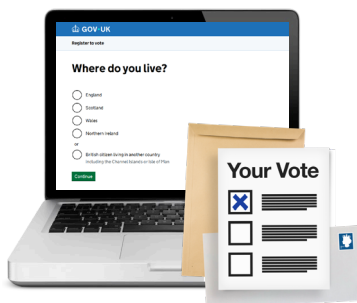 GOV·UK
Register to vote
Where do you live?
England
Scotland
Wales
Northern Ireland
or
British citizen living in another country
including the Channel Islands or Isle of Man
Continue
Your Vote